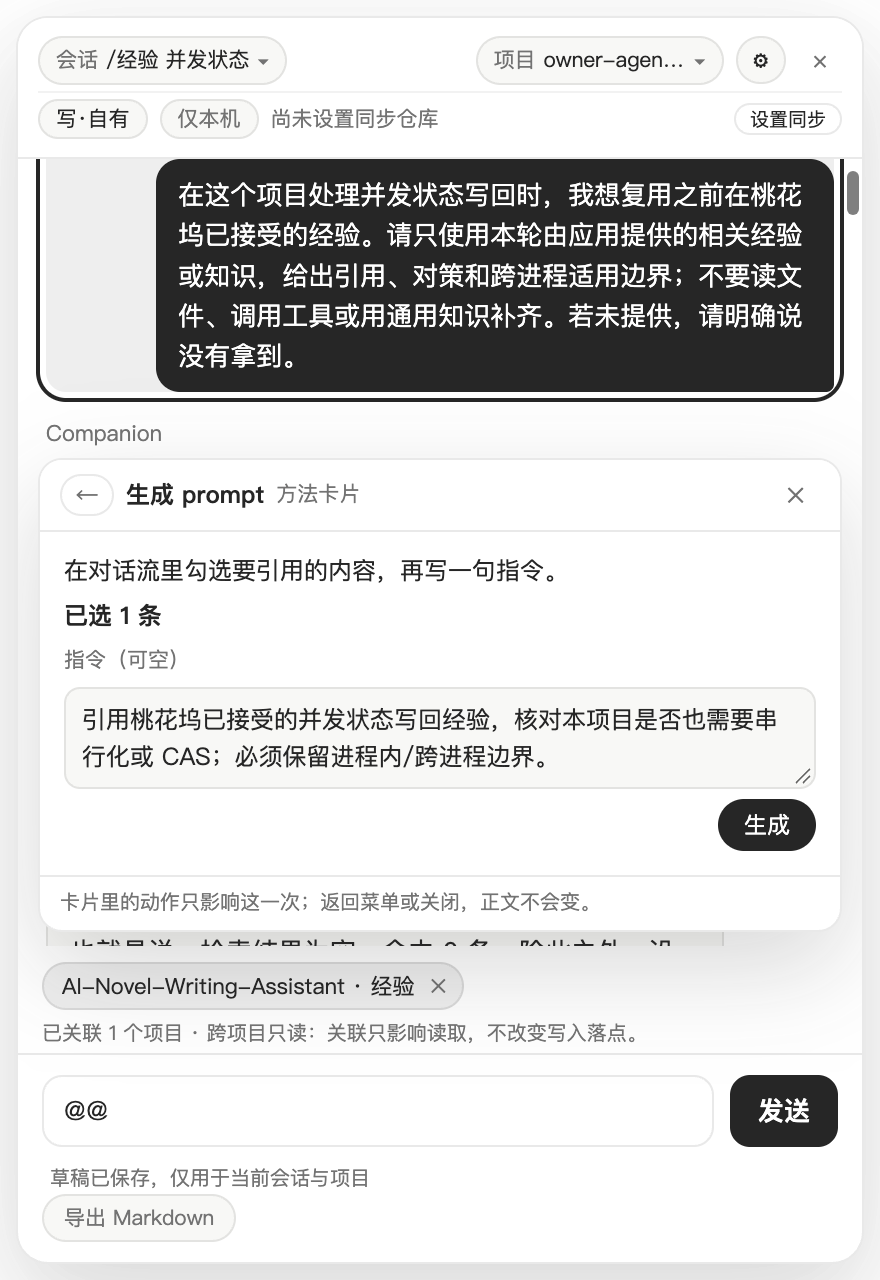 会话 /经验 并发状态
项目 owner-agen...
写·自有
仅本机
尚未设置同步仓库
设置同步
在这个项目处理并发状态写回时，我想复用之前在桃花
坞已接受的经验。请只使用本轮由应用提供的相关经验
或知识，给出引用、对策和跨进程适用边界；不要读文
件、调用工具或用通用知识补齐。若未提供，请明确说
没有拿到。
Companion
生成 prompt 方法卡片
在对话流里勾选要引用的内容，再写一句指令。
已选 1 条
指令（可空）
引用桃花坞已接受的并发状态写回经验，核对本项目是否也需要串
行化或 CAS；必须保留进程内/跨进程边界。
生成
卡片里的动作只影响这一次；返回菜单或关闭，正文不会变。
AI-Novel-Writing-Assistant · 经验
已关联 1 个项目 · 跨项目只读：关联只影响读取，不改变写入落点。
@@
发送
草稿已保存，仅用于当前会话与项目
导出 Markdown